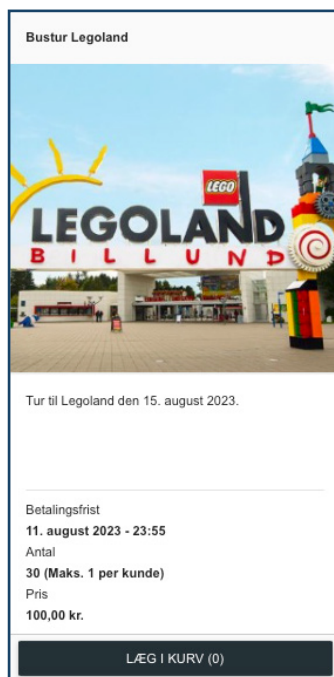 Bustur Legoland
LEGO
LEGOLAND
BILLUND
Tur til Legoland den 15. august 2023.
Betalingsfrist
11. august 2023 - 23:55
Antal
30 (Maks. 1 per kunde)
Pris
100,00 kr.
LÆG I KURV (0)